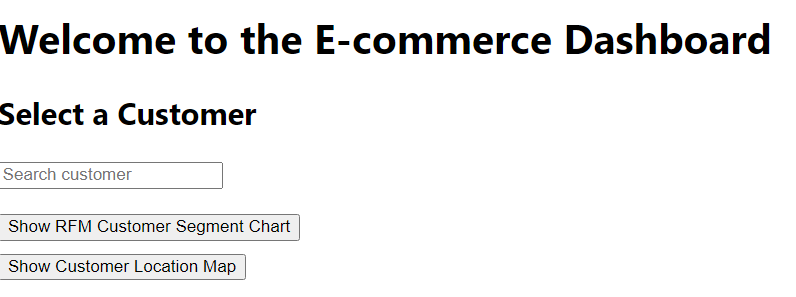 Welcome to the E-commerce Dashboard
Select a Customer
Search customer
Show RFM Customer Segment Chart
Show Customer Location Map